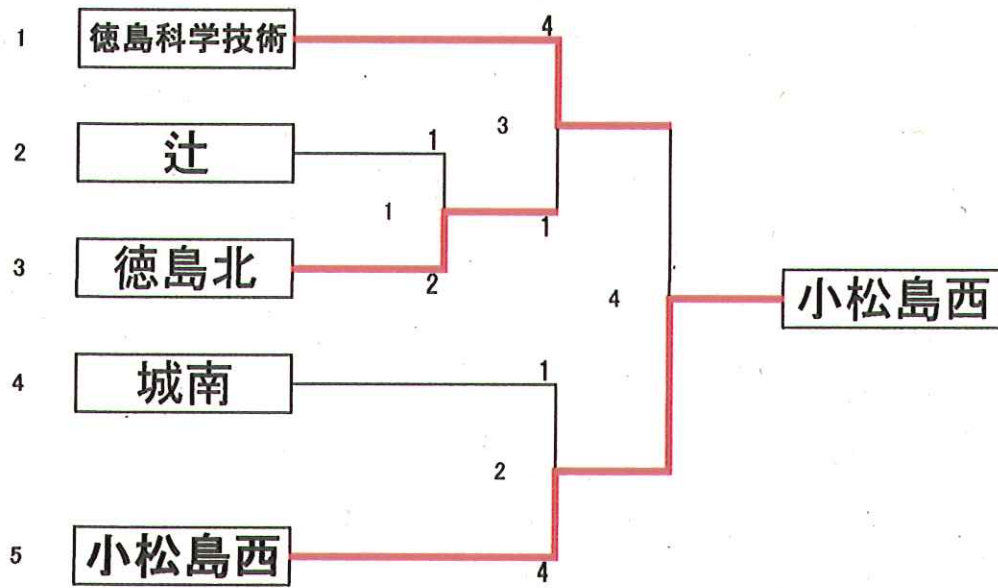 1 徳島科学技術 4
3
2 辻 1
1
1
3 徳島北 2
4
小松島西
4 城南 1
2
5 小松島西 4